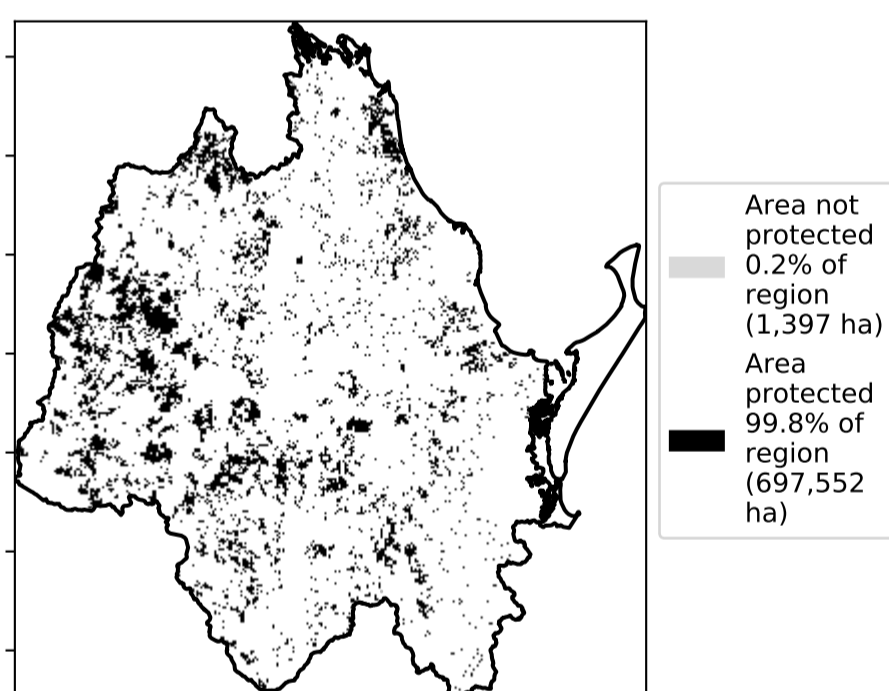 Area not
protected
0.2% of
region
(1,397 ha)
Area
protected
99.8% of
region
(697,552
ha)